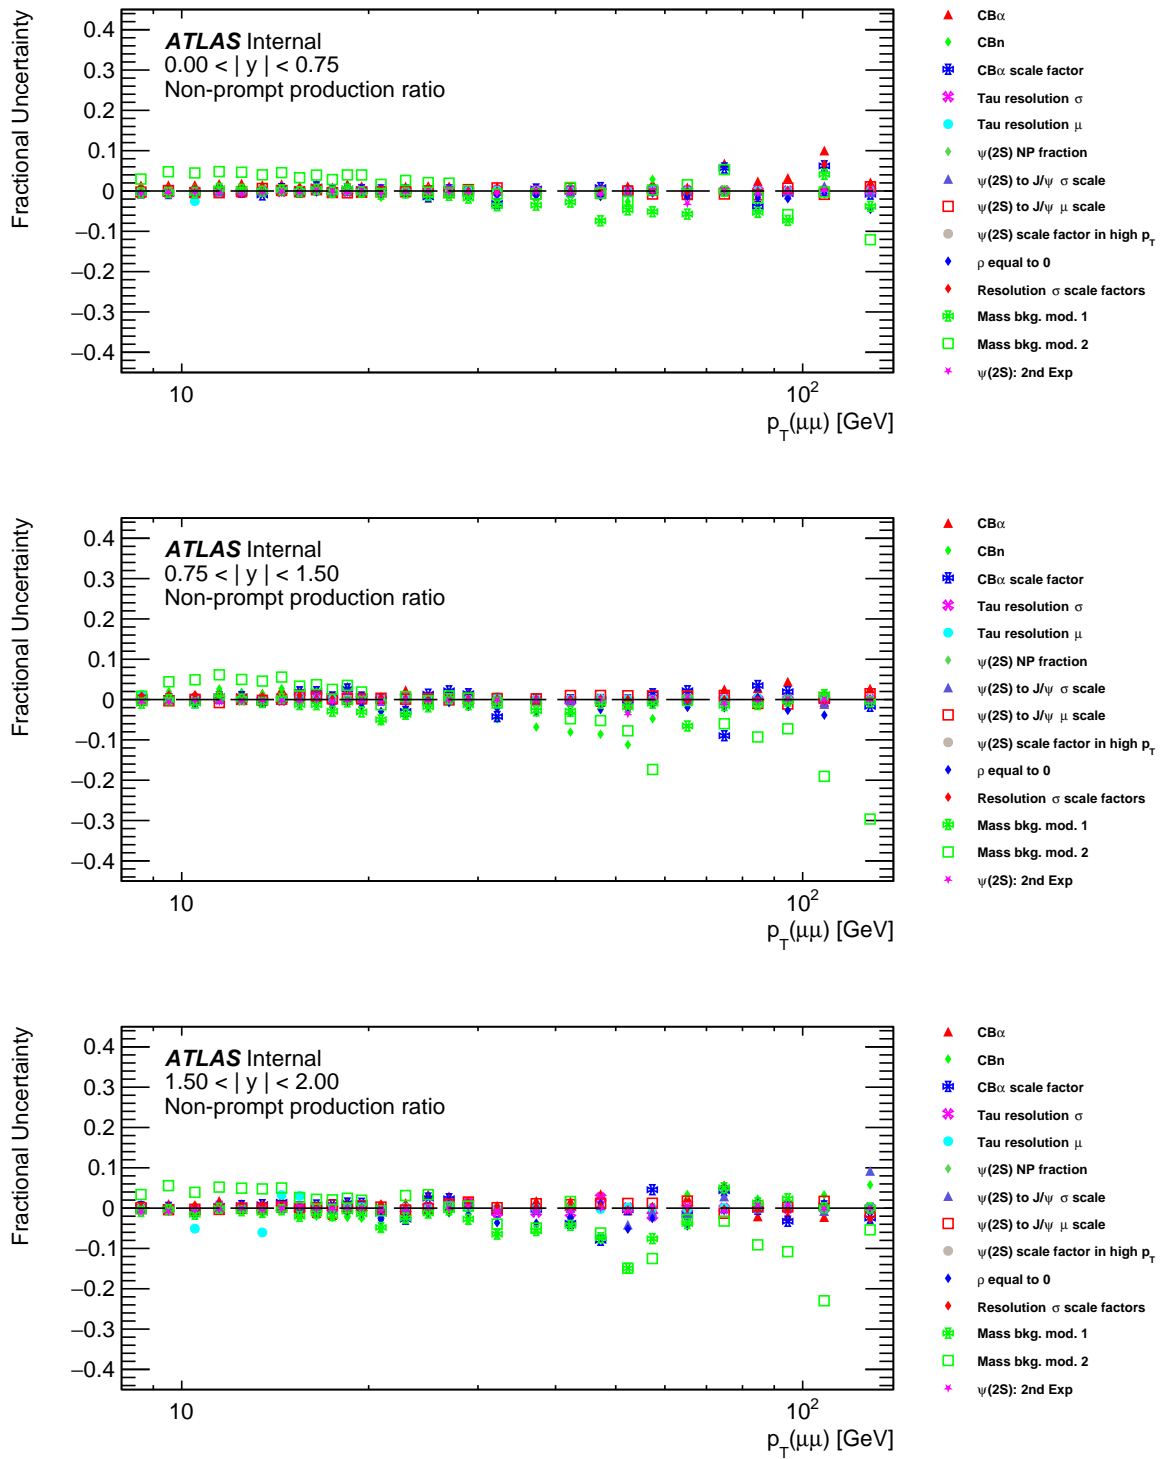 Fractional Uncertainty
0.4
0.3
0.2
0.1
0
−0.1
−0.2
−0.3
−0.4
ATLAS Internal
0.00 < | y | < 0.75
Non-prompt production ratio
10
10²
p_T(μμ) [GeV]
CBα
CBn
CBα scale factor
Tau resolution σ
Tau resolution μ
ψ(2S) NP fraction
ψ(2S) to J/ψ σ scale
ψ(2S) to J/ψ μ scale
ψ(2S) scale factor in high p_T
ρ equal to 0
Resolution σ scale factors
Mass bkg. mod. 1
Mass bkg. mod. 2
ψ(2S): 2nd Exp
Fractional Uncertainty
0.4
0.3
0.2
0.1
0
−0.1
−0.2
−0.3
−0.4
ATLAS Internal
0.75 < | y | < 1.50
Non-prompt production ratio
10
10²
p_T(μμ) [GeV]
CBα
CBn
CBα scale factor
Tau resolution σ
Tau resolution μ
ψ(2S) NP fraction
ψ(2S) to J/ψ σ scale
ψ(2S) to J/ψ μ scale
ψ(2S) scale factor in high p_T
ρ equal to 0
Resolution σ scale factors
Mass bkg. mod. 1
Mass bkg. mod. 2
ψ(2S): 2nd Exp
Fractional Uncertainty
0.4
0.3
0.2
0.1
0
−0.1
−0.2
−0.3
−0.4
ATLAS Internal
1.50 < | y | < 2.00
Non-prompt production ratio
10
10²
p_T(μμ) [GeV]
CBα
CBn
CBα scale factor
Tau resolution σ
Tau resolution μ
ψ(2S) NP fraction
ψ(2S) to J/ψ σ scale
ψ(2S) to J/ψ μ scale
ψ(2S) scale factor in high p_T
ρ equal to 0
Resolution σ scale factors
Mass bkg. mod. 1
Mass bkg. mod. 2
ψ(2S): 2nd Exp